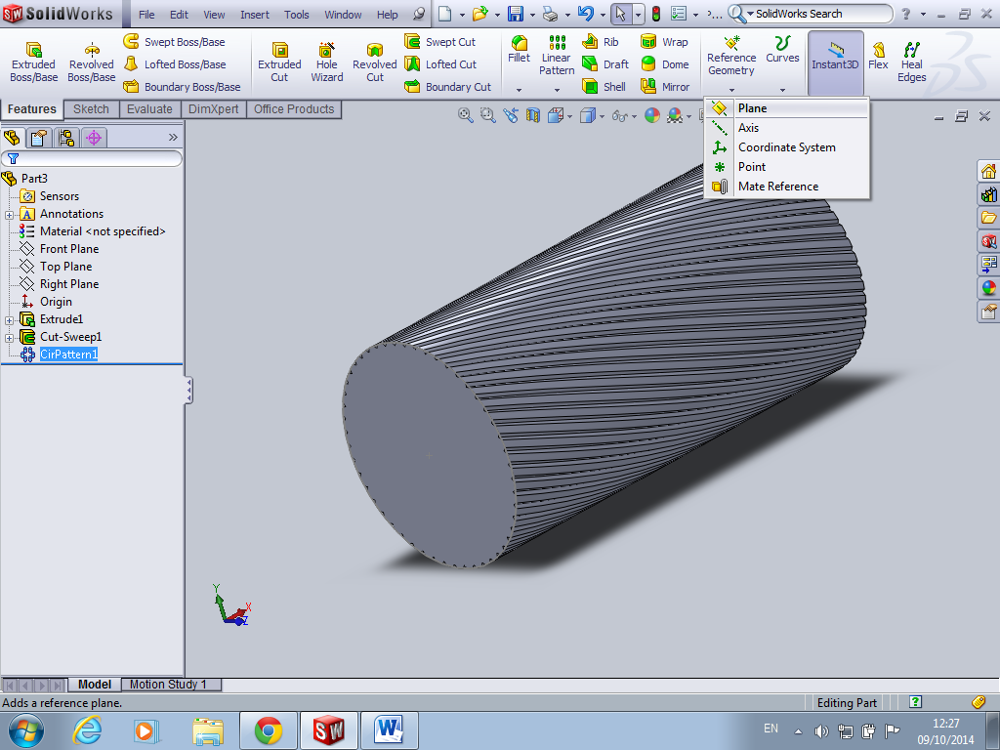 SolidWorks File Edit View Insert Tools Window Help SolidWorks Search
Extruded Boss/Base
Revolved Boss/Base
Swept Boss/Base
Lofted Boss/Base
Boundary Boss/Base
Extruded Cut
Hole Wizard
Revolved Cut
Swept Cut
Lofted Cut
Boundary Cut
Fillet
Linear Pattern
Rib
Draft
Shell
Wrap
Dome
Mirror
Reference Geometry
Curves
Instant3D
Flex
Heal Edges
Features Sketch Evaluate DimXpert Office Products
Plane
Axis
Coordinate System
Point
Mate Reference
Part3
Sensors
Annotations
Material <not specified>
Front Plane
Top Plane
Right Plane
Origin
Extrude1
Cut-Sweep1
CirPattern1
Y
X
Z
Model Motion Study 1
Adds a reference plane. Editing Part
EN 12:27
09/10/2014